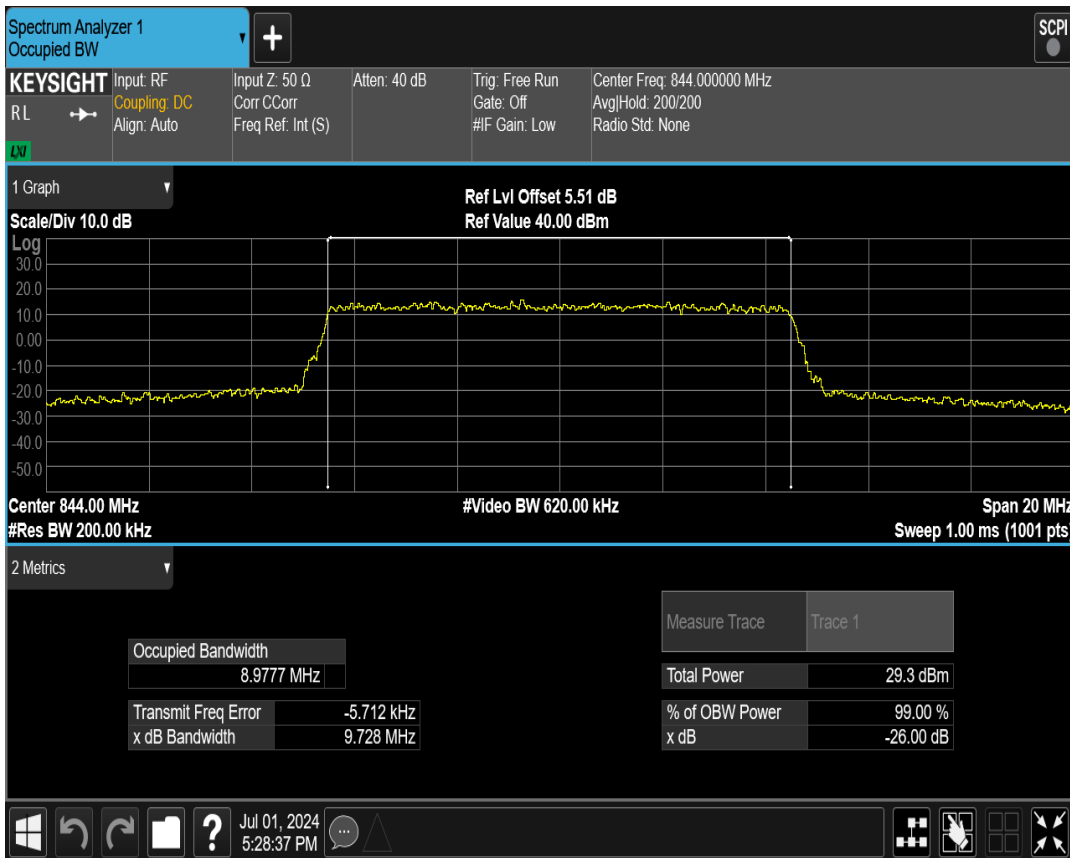 Spectrum Analyzer 1
Occupied BW
SCPI
KEYSIGHT
RL
LXI
Input: RF
Coupling: DC
Align: Auto
Input Z: 50 Ω
Corr CCorr
Freq Ref: Int (S)
Atten: 40 dB
Trig: Free Run
Gate: Off
#IF Gain: Low
Center Freq: 844.000000 MHz
Avg|Hold: 200/200
Radio Std: None
1 Graph
Scale/Div 10.0 dB
Ref Lvl Offset 5.51 dB
Ref Value 40.00 dBm
Log
30.0
20.0
10.0
0.00
-10.0
-20.0
-30.0
-40.0
-50.0
Center 844.00 MHz
#Res BW 200.00 kHz
#Video BW 620.00 kHz
Span 20 MHz
Sweep 1.00 ms (1001 pts)
2 Metrics
Measure Trace Trace 1
Occupied Bandwidth
8.9777 MHz
Total Power 29.3 dBm
Transmit Freq Error -5.712 kHz
% of OBW Power 99.00 %
x dB Bandwidth 9.728 MHz
x dB -26.00 dB
?
Jul 01, 2024
5:28:37 PM